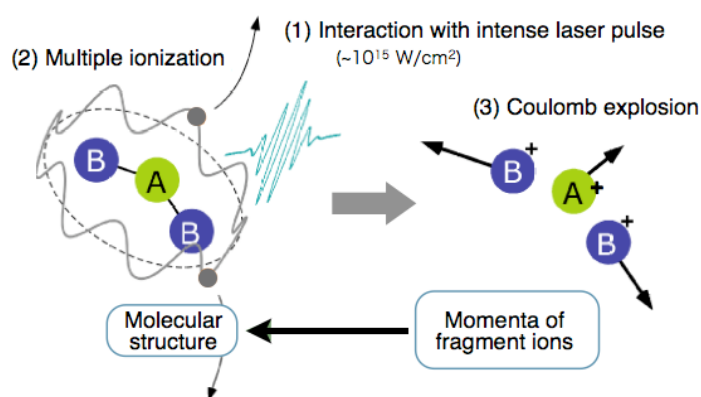 (1) Interaction with intense laser pulse
(~10¹⁵ W/cm²)
(2) Multiple ionization
(3) Coulomb explosion
B
A
B
B+
A+
B+
Molecular
structure
Momenta of
fragment ions